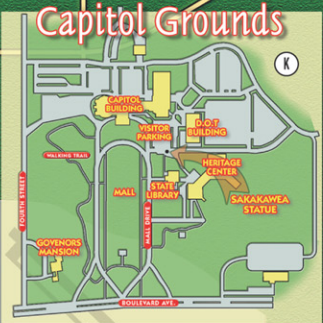 Capitol Grounds
K
CAPITOL
BUILDING
VISITOR
PARKING
D.O.T
BUILDING
WALKING TRAIL
HERITAGE
CENTER
MALL
STATE
LIBRARY
SAKAKAWEA
STATUE
FOURTH STREET
MALL DRIVE
GOVENORS
MANSION
BOULEVARD AVE.